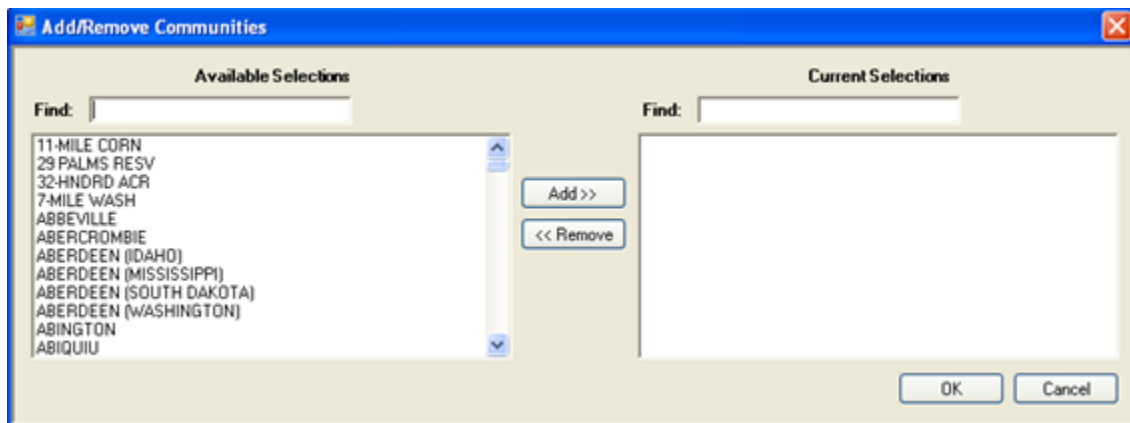 Add/Remove Communities
Available Selections
Find:
11-MILE CORN
29 PALMS RESV
32-HNDRD ACR
7-MILE WASH
ABBEVILLE
ABERCROMBIE
ABERDEEN (IDAHO)
ABERDEEN (MISSISSIPPI)
ABERDEEN (SOUTH DAKOTA)
ABERDEEN (WASHINGTON)
ABINGTON
ABIQUIU
Add >>
<< Remove
Current Selections
Find:
OK
Cancel